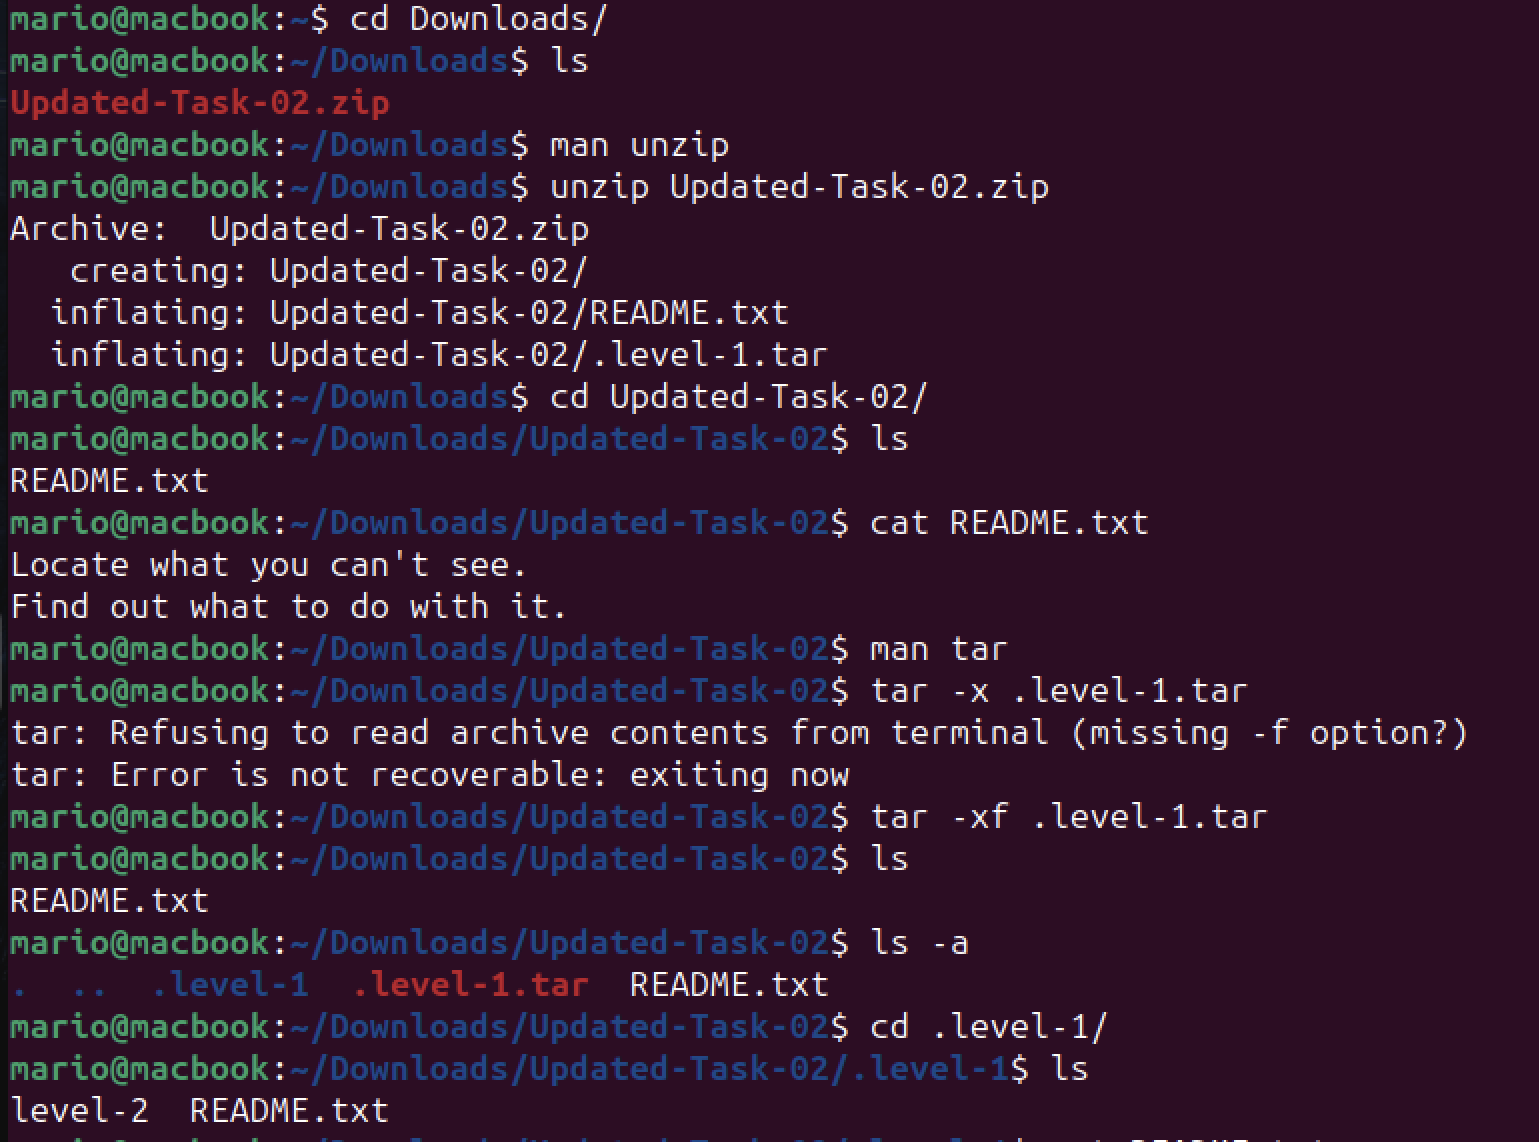 mario@macbook:~$ cd Downloads/
mario@macbook:~/Downloads$ ls
Updated-Task-02.zip
mario@macbook:~/Downloads$ man unzip
mario@macbook:~/Downloads$ unzip Updated-Task-02.zip
Archive:  Updated-Task-02.zip
   creating: Updated-Task-02/
  inflating: Updated-Task-02/README.txt
  inflating: Updated-Task-02/.level-1.tar
mario@macbook:~/Downloads$ cd Updated-Task-02/
mario@macbook:~/Downloads/Updated-Task-02$ ls
README.txt
mario@macbook:~/Downloads/Updated-Task-02$ cat README.txt
Locate what you can't see.
Find out what to do with it.
mario@macbook:~/Downloads/Updated-Task-02$ man tar
mario@macbook:~/Downloads/Updated-Task-02$ tar -x .level-1.tar
tar: Refusing to read archive contents from terminal (missing -f option?)
tar: Error is not recoverable: exiting now
mario@macbook:~/Downloads/Updated-Task-02$ tar -xf .level-1.tar
mario@macbook:~/Downloads/Updated-Task-02$ ls
README.txt
mario@macbook:~/Downloads/Updated-Task-02$ ls -a
.  ..  .level-1  .level-1.tar  README.txt
mario@macbook:~/Downloads/Updated-Task-02$ cd .level-1/
mario@macbook:~/Downloads/Updated-Task-02/.level-1$ ls
level-2  README.txt